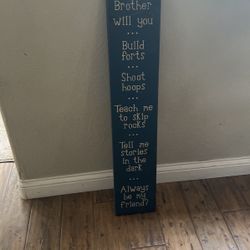 Brother
will you
...
Build
forts
...
Shoot
hoops
...
Teach me
to skip
rocks
...
Tell me
stories
in the
dark
...
Always
be my
friend?